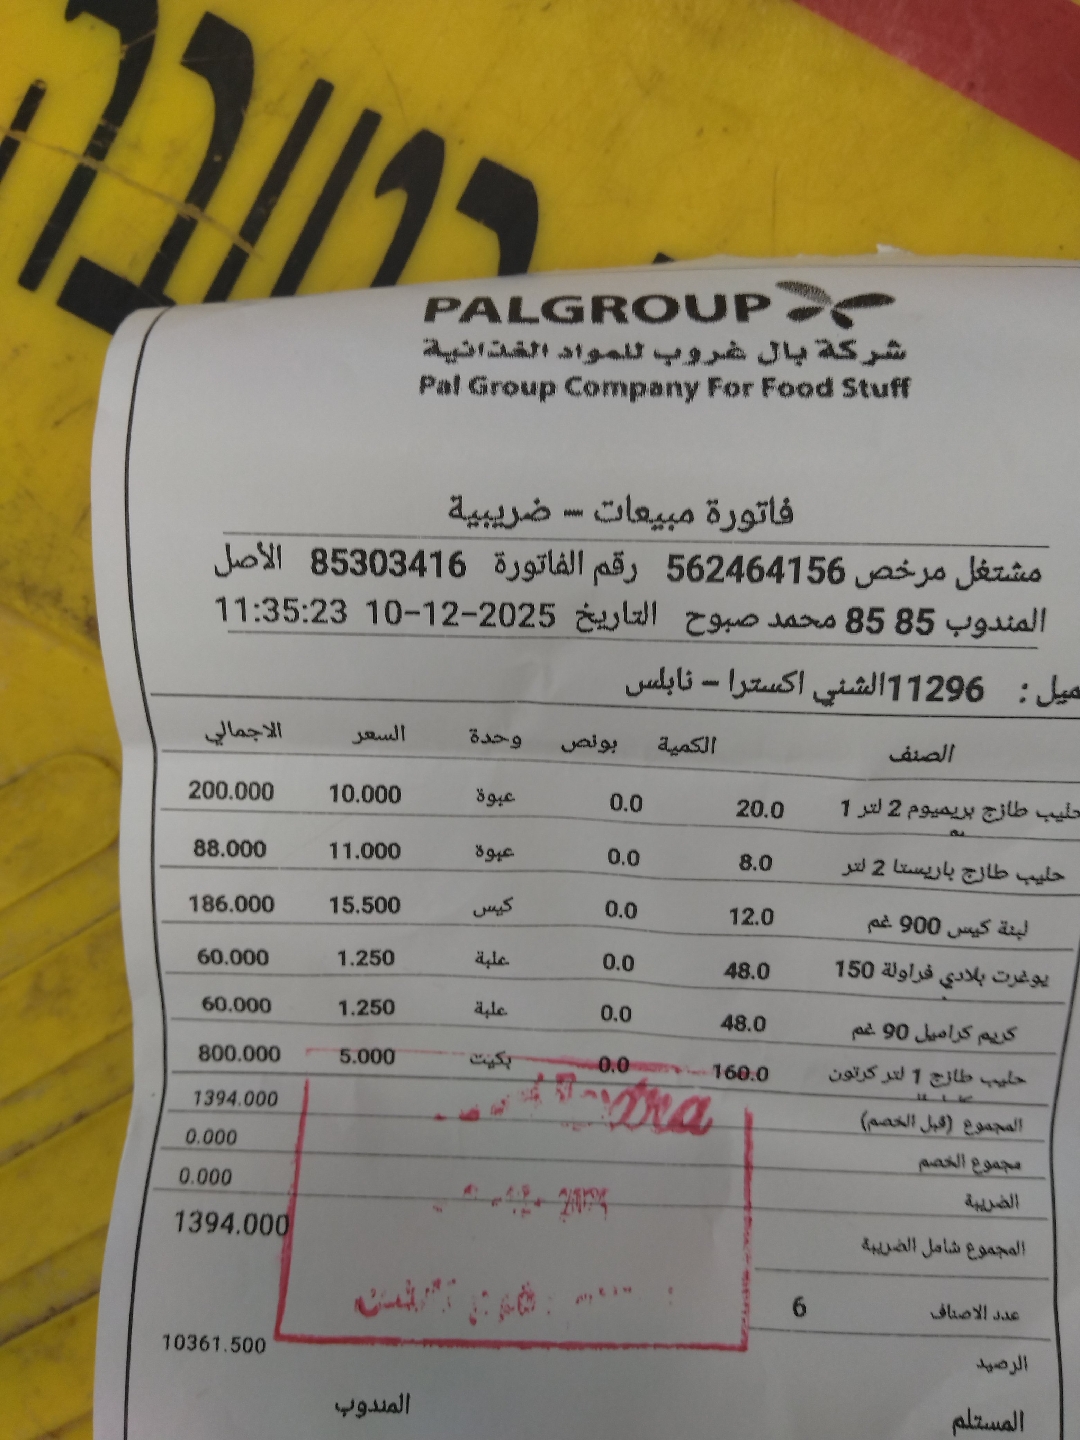 PALGROUP
شركة بال غروب للمواد الغذائية
Pal Group Company For Food Stuff
فاتورة مبيعات - ضريبية
مشتغل مرخص 562464156 رقم الفاتورة 85303416 الأصل
المندوب 85 85 محمد صبوح التاريخ 10-12-2025 11:35:23
ميل : 11296الشني اكسترا - نابلس
الصنف الكمية بونص وحدة السعر الاجمالي
حليب طازج بريميوم 2 لتر 1 20.0 0.0 عبوة 10.000 200.000
حليب طازج باريستا 2 لتر 8.0 0.0 عبوة 11.000 88.000
لبنة كيس 900 غم 12.0 0.0 كيس 15.500 186.000
يوغرت بلادي فراولة 150 48.0 0.0 علبة 1.250 60.000
كريم كراميل 90 غم 48.0 0.0 علبة 1.250 60.000
حليب طازج 1 لتر كرتون 160.0 0.0 بكيت 5.000 800.000
المجموع (قبل الخصم) 1394.000
مجموع الخصم 0.000
الضريبة 0.000
المجموع شامل الضريبة 1394.000
عدد الاصناف 6
الرصيد 10361.500
المستلم المندوب